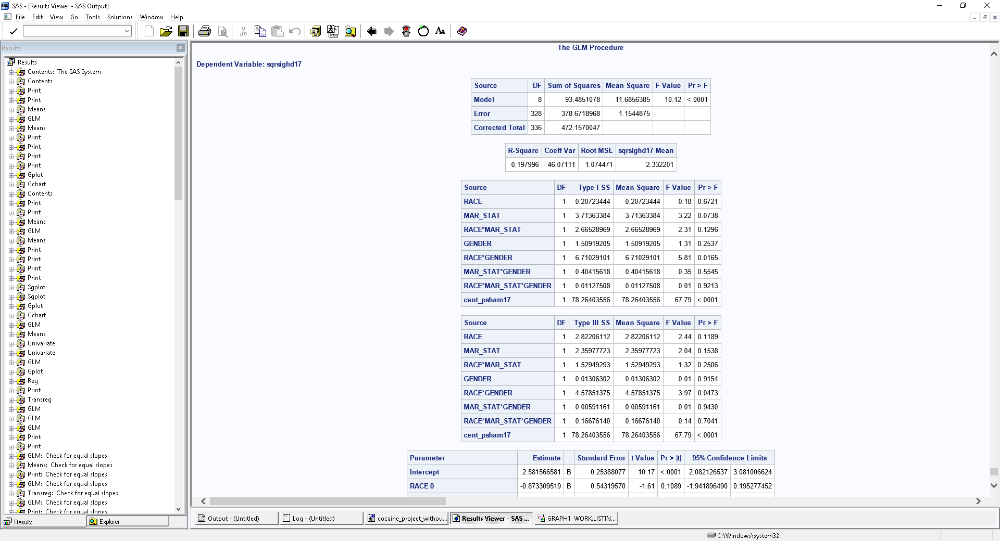 SAS - [Results Viewer - SAS Output]
File Edit View Go Tools Solutions Window Help
Results
Results
Contents: The SAS System
Contents
Print
Print
Means
GLM
Means
Print
Print
Print
Print
Gplot
Gchart
Contents
Print
Print
Means
GLM
Means
Print
Print
Print
Print
Sgplot
Sgplot
Gplot
Gchart
GLM
Means
Univariate
Univariate
GLM
Gplot
Reg
Print
Transreg
GLM
GLM
GLM
Print
Print
GLM: Check for equal slopes
Means: Check for equal slopes
Print: Check for equal slopes
GLM: Check for equal slopes
Transreg: Check for equal slopes
GLM: Check for equal slopes
Print: Check for equal slopes
Results Explorer
The GLM Procedure
Dependent Variable: sqrsighd17
Source DF Sum of Squares Mean Square F Value Pr > F
Model 8 93.4851078 11.6856385 10.12 <.0001
Error 328 378.6718968 1.1544875
Corrected Total 336 472.1570047
R-Square Coeff Var Root MSE sqrsighd17 Mean
0.197996 46.07111 1.074471 2.332201
Source DF Type I SS Mean Square F Value Pr > F
RACE 1 0.20723444 0.20723444 0.18 0.6721
MAR_STAT 1 3.71363384 3.71363384 3.22 0.0738
RACE*MAR_STAT 1 2.66528969 2.66528969 2.31 0.1296
GENDER 1 1.50919205 1.50919205 1.31 0.2537
RACE*GENDER 1 6.71029101 6.71029101 5.81 0.0165
MAR_STAT*GENDER 1 0.40415618 0.40415618 0.35 0.5545
RACE*MAR_STAT*GENDER 1 0.01127508 0.01127508 0.01 0.9213
cent_psham17 1 78.26403556 78.26403556 67.79 <.0001
Source DF Type III SS Mean Square F Value Pr > F
RACE 1 2.82206112 2.82206112 2.44 0.1189
MAR_STAT 1 2.35977723 2.35977723 2.04 0.1538
RACE*MAR_STAT 1 1.52949293 1.52949293 1.32 0.2506
GENDER 1 0.01306302 0.01306302 0.01 0.9154
RACE*GENDER 1 4.57851375 4.57851375 3.97 0.0473
MAR_STAT*GENDER 1 0.00591161 0.00591161 0.01 0.9430
RACE*MAR_STAT*GENDER 1 0.16676140 0.16676140 0.14 0.7041
cent_psham17 1 78.26403556 78.26403556 67.79 <.0001
Parameter Estimate Standard Error t Value Pr > |t| 95% Confidence Limits
Intercept 2.581566581 B 0.25388077 10.17 <.0001 2.082126537 3.081006624
RACE 0 -0.873309519 B 0.54319570 -1.61 0.1089 -1.941896490 0.195277452
Output - (Untitled) Log - (Untitled) cocaine_project_withou... Results Viewer - SAS ... GRAPH1 WORK.LISTIN...
C:\Windows\system32